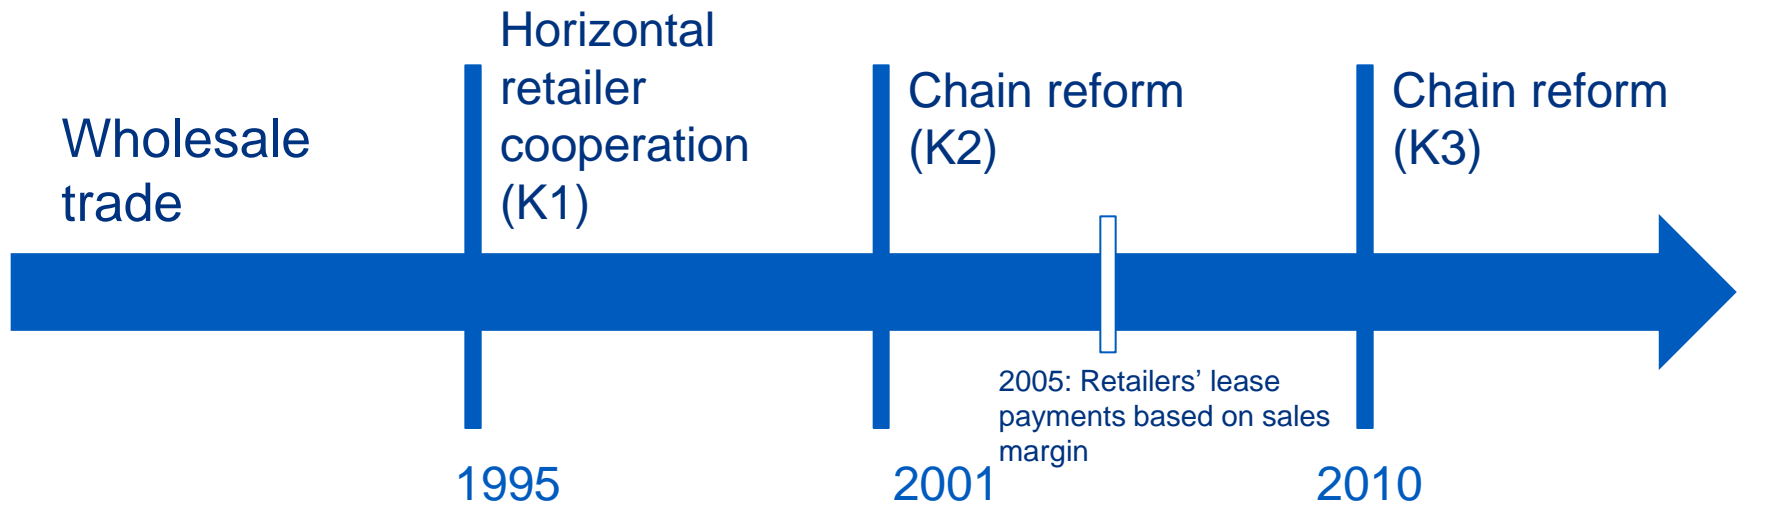 Wholesale
trade
Horizontal
retailer
cooperation
(K1)
Chain reform
(K2)
Chain reform
(K3)
2005: Retailers’ lease
payments based on sales
margin
1995
2001
2010